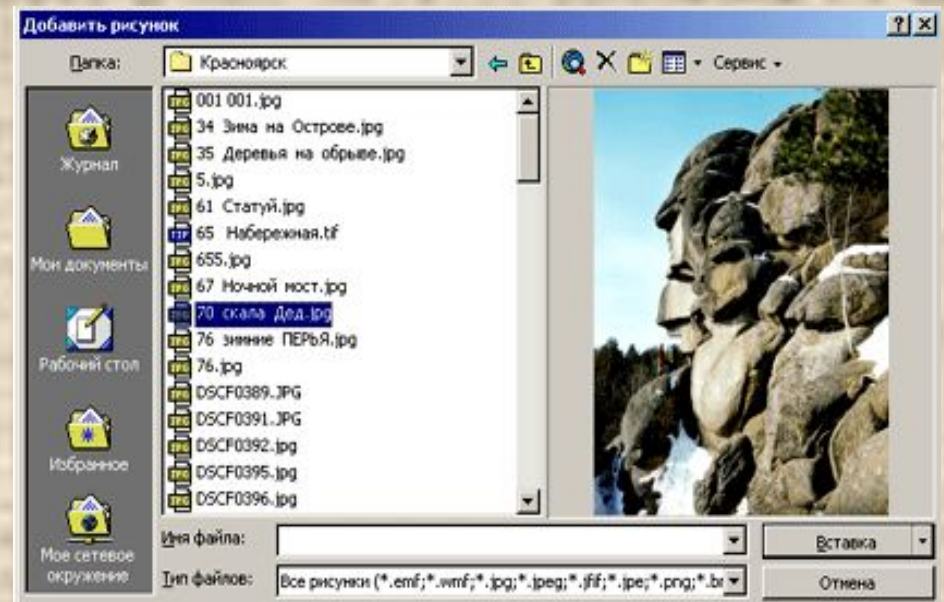 Добавить рисунок
Папка:
Красноярск
Сервис
Журнал
Мои документы
Рабочий стол
Избранное
Мое сетевое
окружение
001 001.jpg
34 Зима на Острове.jpg
35 Деревья на обрыве.jpg
5.jpg
61 Статуй.jpg
65 Набережная.tif
655.jpg
67 Ночной мост.jpg
70 скала Дед.jpg
76 зимние ПЕРЬЯ.jpg
76.jpg
DSCF0389.JPG
DSCF0391.JPG
DSCF0392.jpg
DSCF0395.jpg
DSCF0396.jpg
Имя файла:
Вставка
Тип файлов:
Все рисунки (*.emf;*.wmf;*.jpg;*.jpeg;*.jfif;*.jpe;*.png;*.b
Отмена